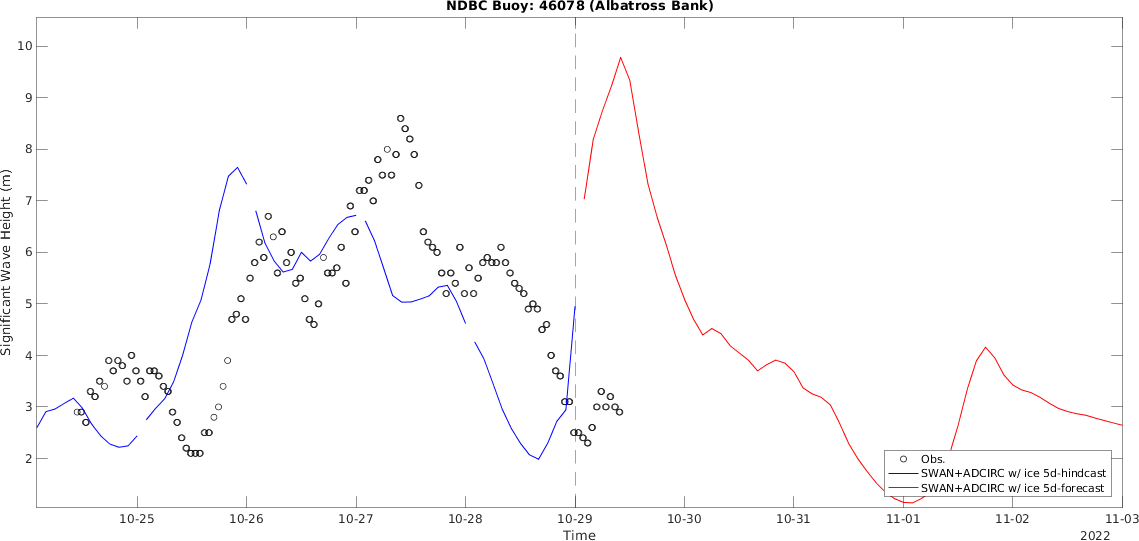 NDBC Buoy: 46078 (Albatross Bank)
Significant Wave Height (m)
10
9
8
7
6
5
4
3
2
Obs.
SWAN+ADCIRC w/ ice 5d-hindcast
SWAN+ADCIRC w/ ice 5d-forecast
10-25 10-26 10-27 10-28 10-29 10-30 10-31 11-01 11-02 11-03
Time
2022